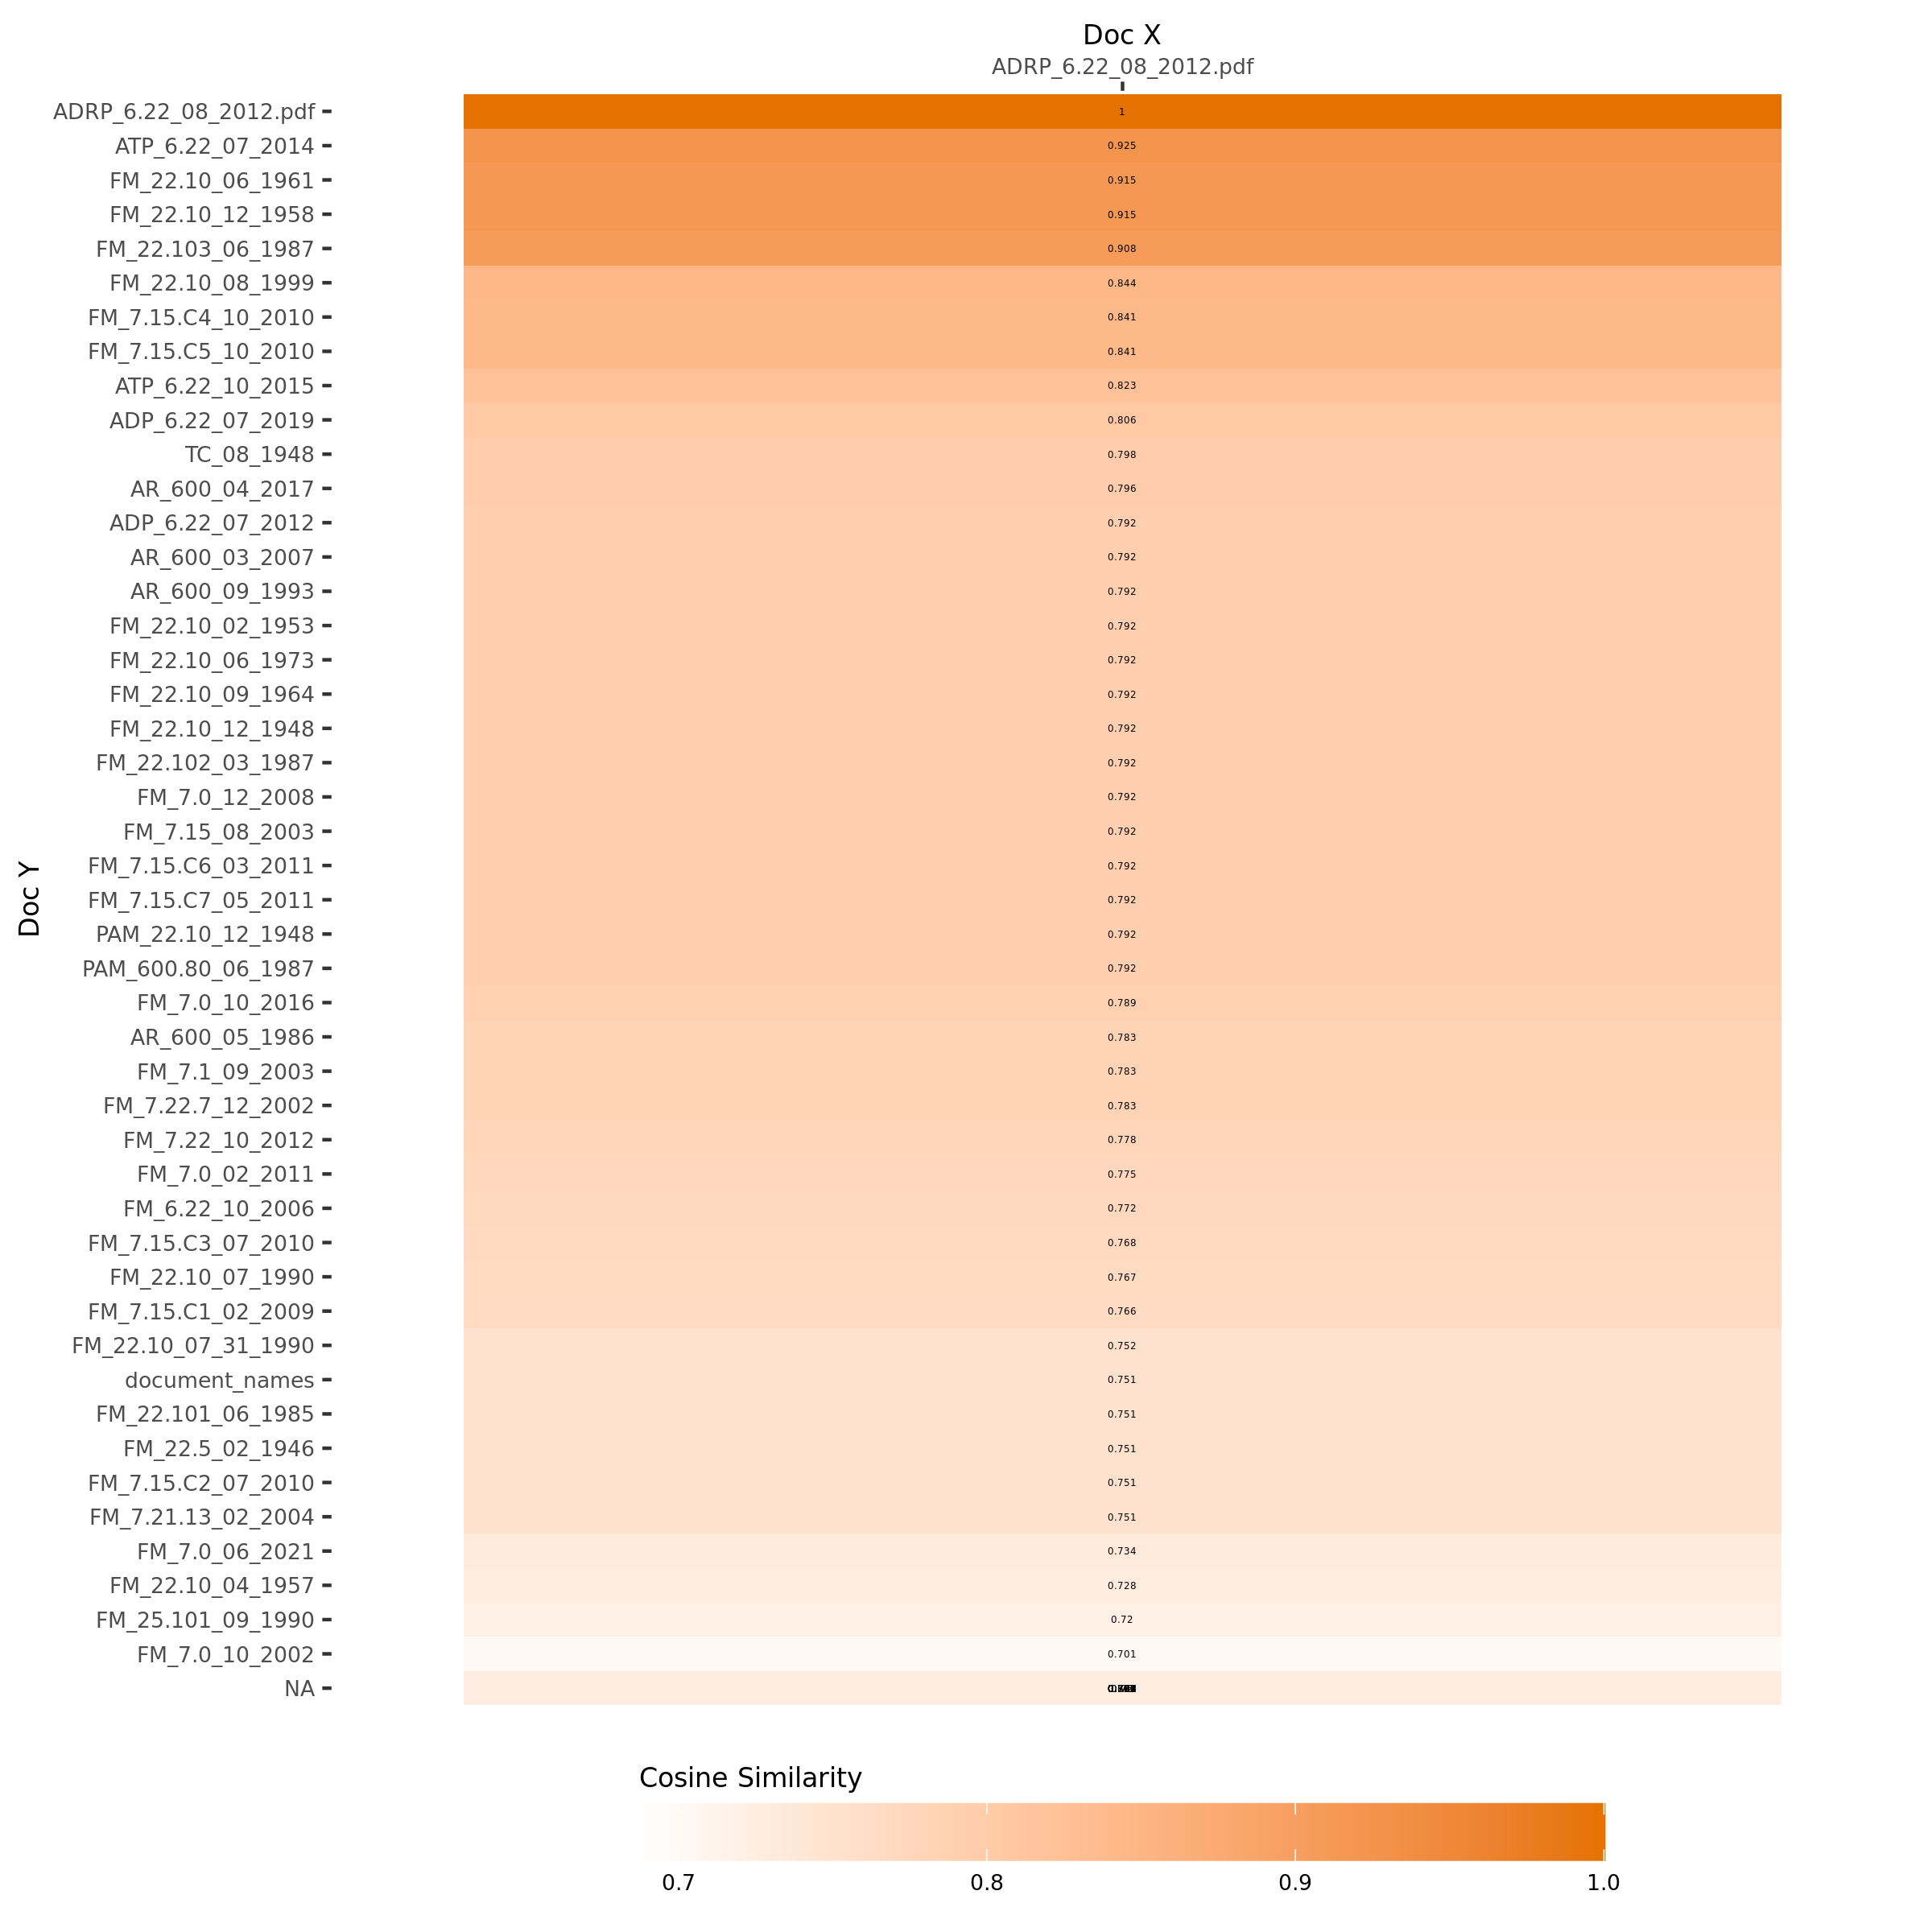 Doc X
ADRP_6.22_08_2012.pdf
ADRP_6.22_08_2012.pdf 1
ATP_6.22_07_2014 0.925
FM_22.10_06_1961 0.915
FM_22.10_12_1958 0.915
FM_22.103_06_1987 0.908
FM_22.10_08_1999 0.844
FM_7.15.C4_10_2010 0.841
FM_7.15.C5_10_2010 0.841
ATP_6.22_10_2015 0.823
ADP_6.22_07_2019 0.806
TC_08_1948 0.798
AR_600_04_2017 0.796
ADP_6.22_07_2012 0.792
AR_600_03_2007 0.792
AR_600_09_1993 0.792
FM_22.10_02_1953 0.792
FM_22.10_06_1973 0.792
FM_22.10_09_1964 0.792
FM_22.10_12_1948 0.792
FM_22.102_03_1987 0.792
FM_7.0_12_2008 0.792
FM_7.15_08_2003 0.792
FM_7.15.C6_03_2011 0.792
FM_7.15.C7_05_2011 0.792
PAM_22.10_12_1948 0.792
PAM_600.80_06_1987 0.792
FM_7.0_10_2016 0.789
AR_600_05_1986 0.783
FM_7.1_09_2003 0.783
FM_7.22.7_12_2002 0.783
FM_7.22_10_2012 0.778
FM_7.0_02_2011 0.775
FM_6.22_10_2006 0.772
FM_7.15.C3_07_2010 0.768
FM_22.10_07_1990 0.767
FM_7.15.C1_02_2009 0.766
FM_22.10_07_31_1990 0.752
document_names 0.751
FM_22.101_06_1985 0.751
FM_22.5_02_1946 0.751
FM_7.15.C2_07_2010 0.751
FM_7.21.13_02_2004 0.751
FM_7.0_06_2021 0.734
FM_22.10_04_1957 0.728
FM_25.101_09_1990 0.72
FM_7.0_10_2002 0.701
NA
Doc Y
Cosine Similarity
0.7 0.8 0.9 1.0